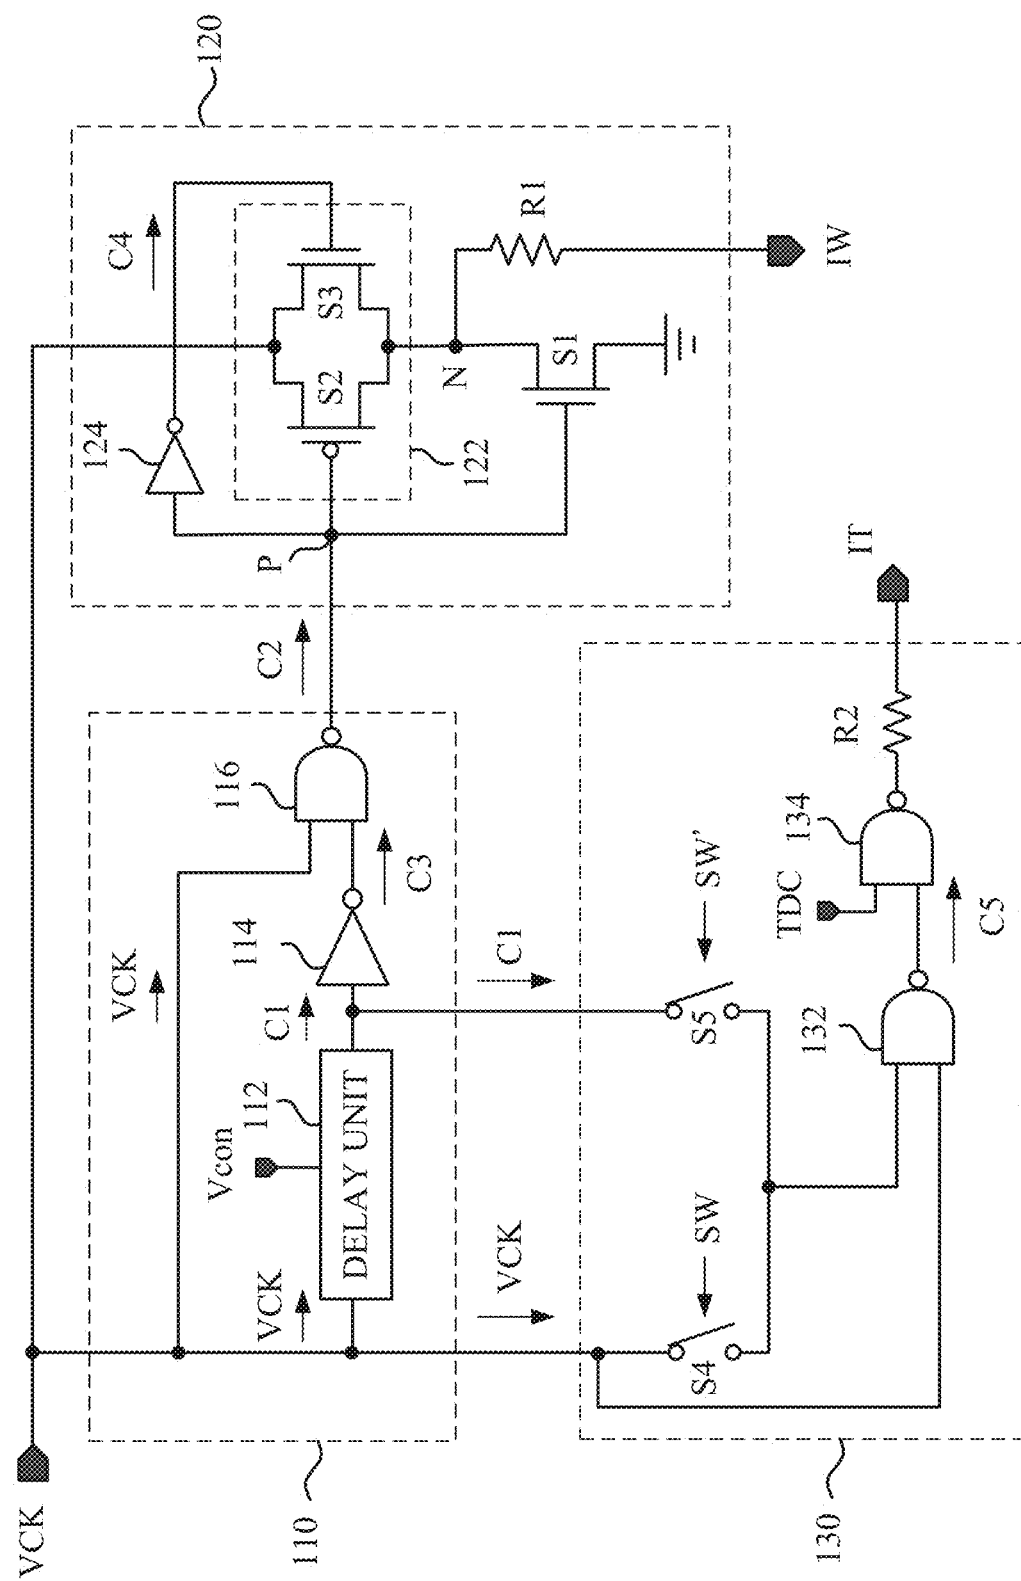 VCK
110
VCK
VCK
Vcon
112
DELAY UNIT
C1
114
C3
116
C2
120
124
C4
P
S2
S3
122
N
S1
R1
IW
VCK
C1
130
S4
SW
S5
SW'
132
C5
TDC
134
R2
IT